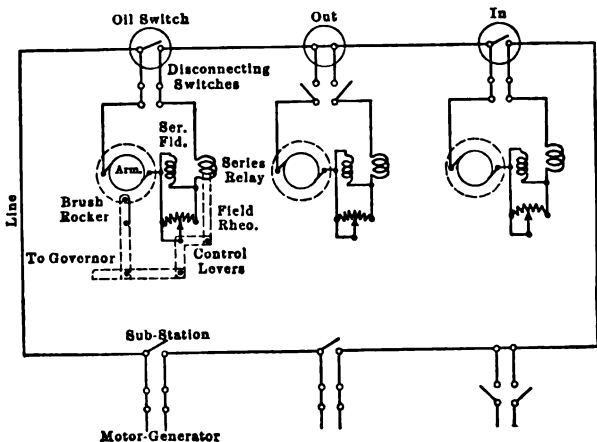 Oil Switch
Out
In
Disconnecting
Switches
Ser.
Fld.
Arm.
Series
Relay
Brush
Rocker
Field
Rheo.
Line
To Governor
Control
Levers
Sub-Station
Motor-Generator